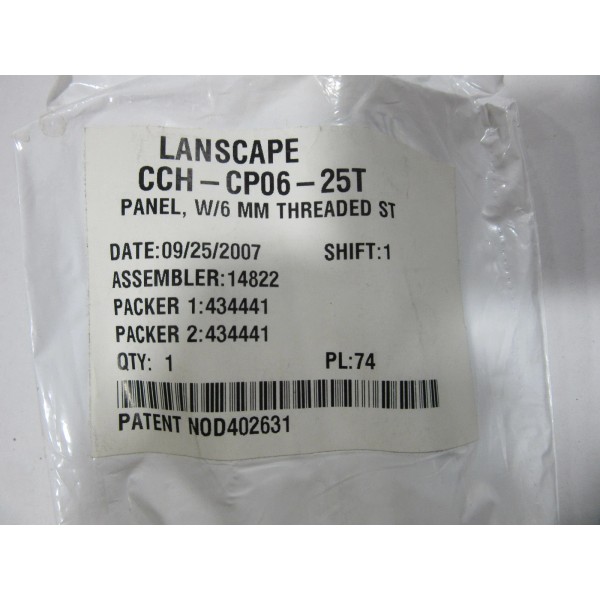 LANSCAPE
CCH-CP06-25T
PANEL, W/6 MM THREADED ST
DATE:09/25/2007 SHIFT:1
ASSEMBLER:14822
PACKER 1:434441
PACKER 2:434441
QTY: 1 PL:74
PATENT NOD402631